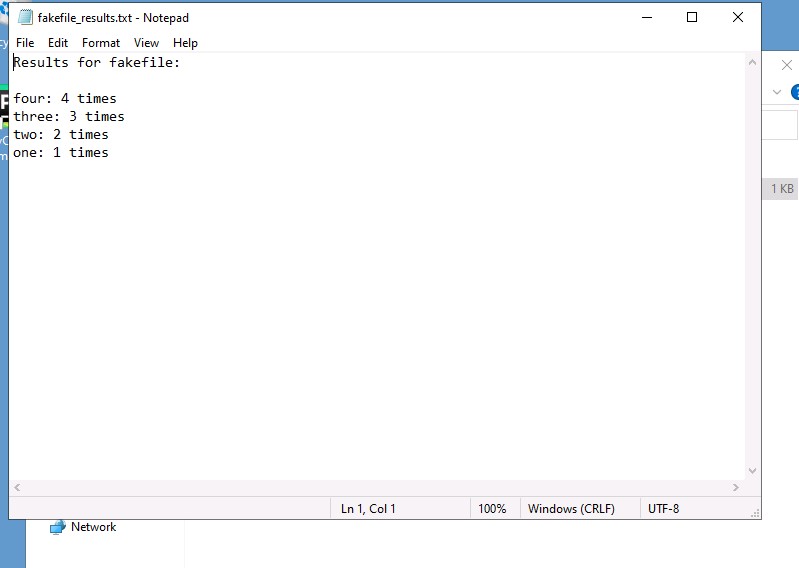 fakefile_results.txt - Notepad
File Edit Format View Help
Results for fakefile:
four: 4 times
three: 3 times
two: 2 times
one: 1 times
1 KB
Ln 1, Col 1 100% Windows (CRLF) UTF-8
Network